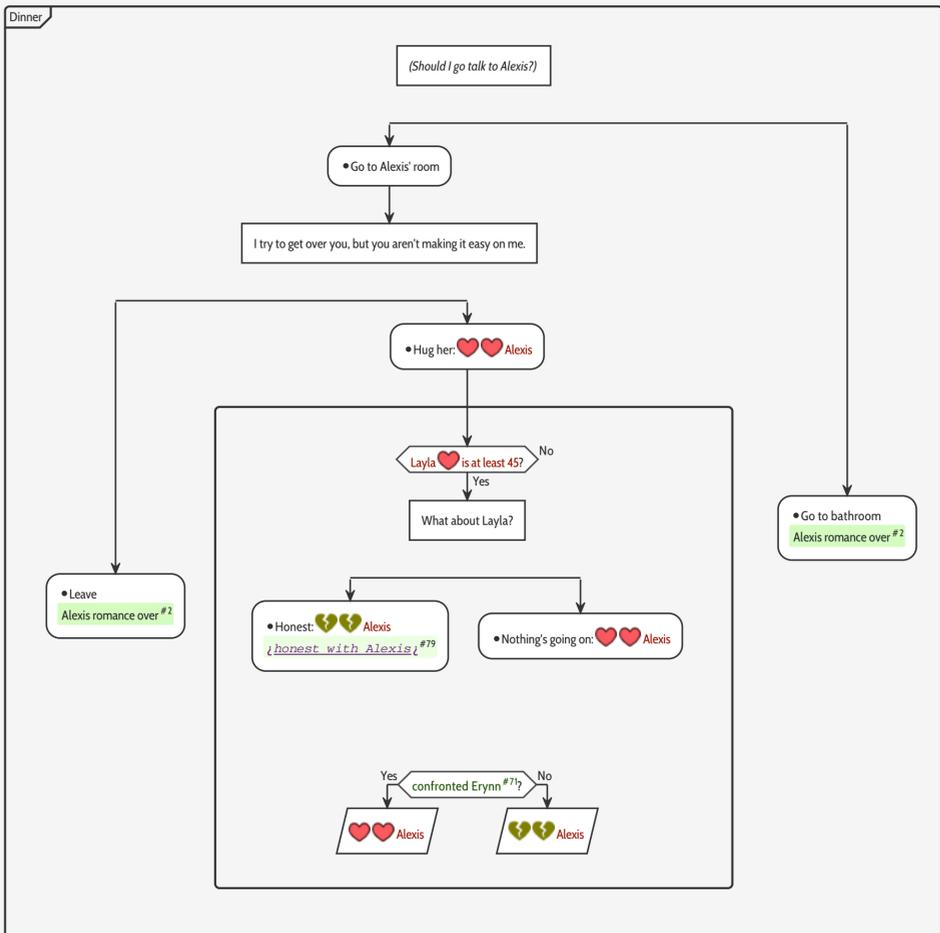 Dinner
(Should I go talk to Alexis?)
•Go to Alexis' room
I try to get over you, but you aren't making it easy on me.
•Hug her: ❤❤ Alexis
Layla ❤ is at least 45?
No
Yes
What about Layla?
•Go to bathroom
Alexis romance over #2
•Leave
Alexis romance over #2
•Honest: 💔💔 Alexis
¿honest with Alexis¿ #79
•Nothing's going on: ❤❤ Alexis
Yes
confronted Erynn #71?
No
❤❤ Alexis
💔💔 Alexis